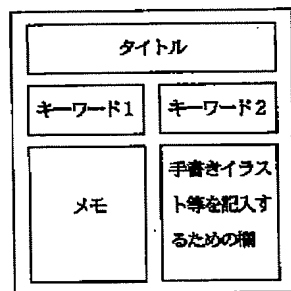 タイトル
キーワード1
キーワード2
メモ
手書きイラス
ト等を記入す
るための欄